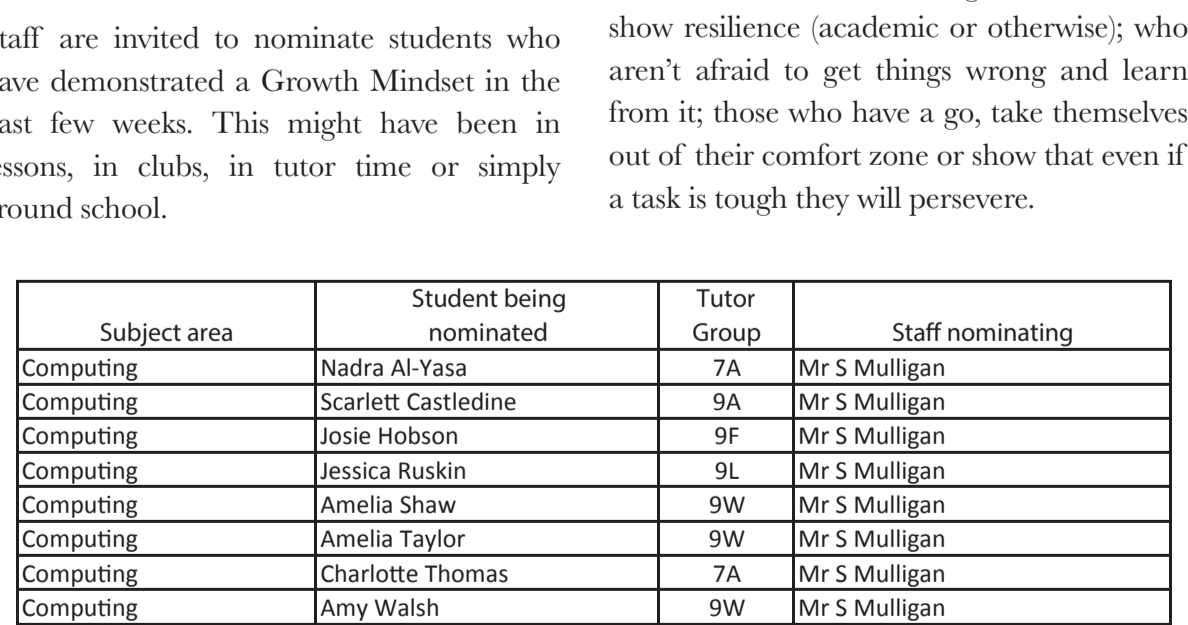 taff are invited to nominate students who
ave demonstrated a Growth Mindset in the
ast few weeks. This might have been in
essons, in clubs, in tutor time or simply
round school.
show resilience (academic or otherwise); who
aren’t afraid to get things wrong and learn
from it; those who have a go, take themselves
out of their comfort zone or show that even if
a task is tough they will persevere.
Subject area Student being nominated Tutor Group Staff nominating
Computing Nadra Al-Yasa 7A Mr S Mulligan
Computing Scarlett Castledine 9A Mr S Mulligan
Computing Josie Hobson 9F Mr S Mulligan
Computing Jessica Ruskin 9L Mr S Mulligan
Computing Amelia Shaw 9W Mr S Mulligan
Computing Amelia Taylor 9W Mr S Mulligan
Computing Charlotte Thomas 7A Mr S Mulligan
Computing Amy Walsh 9W Mr S Mulligan